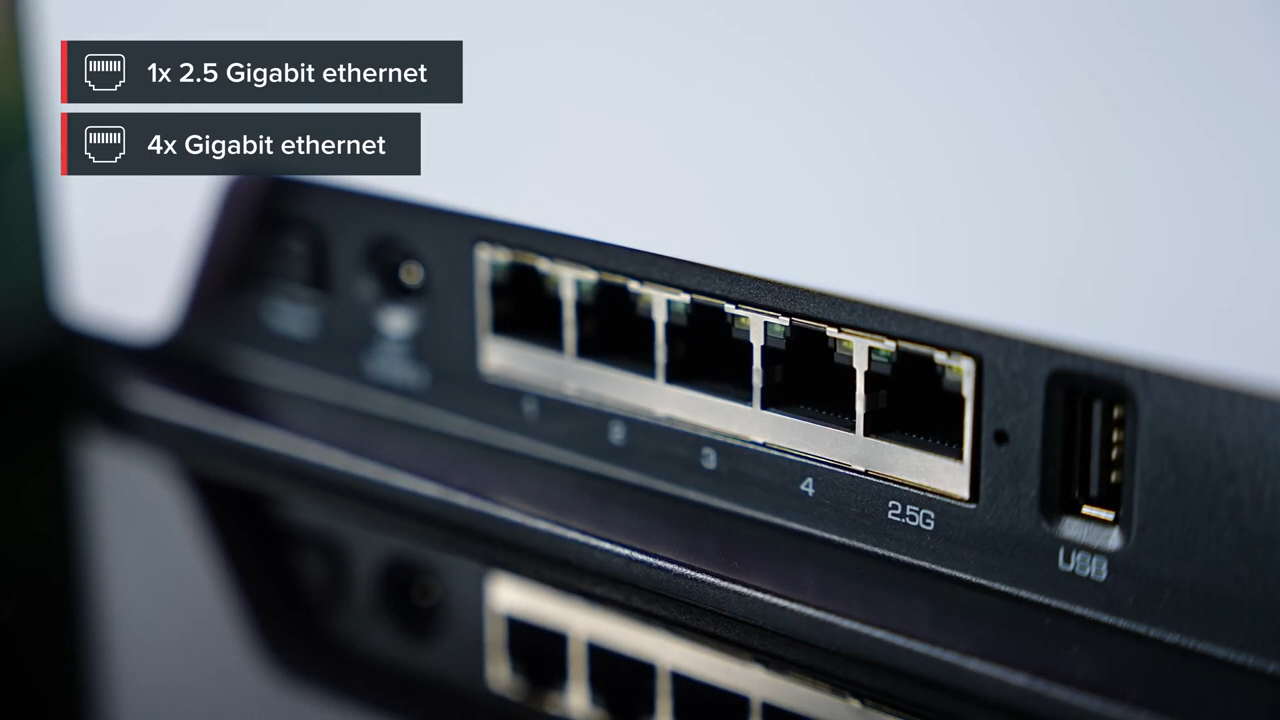 1x 2.5 Gigabit ethernet
4x Gigabit ethernet
1
2
3
4
2.5G
USB